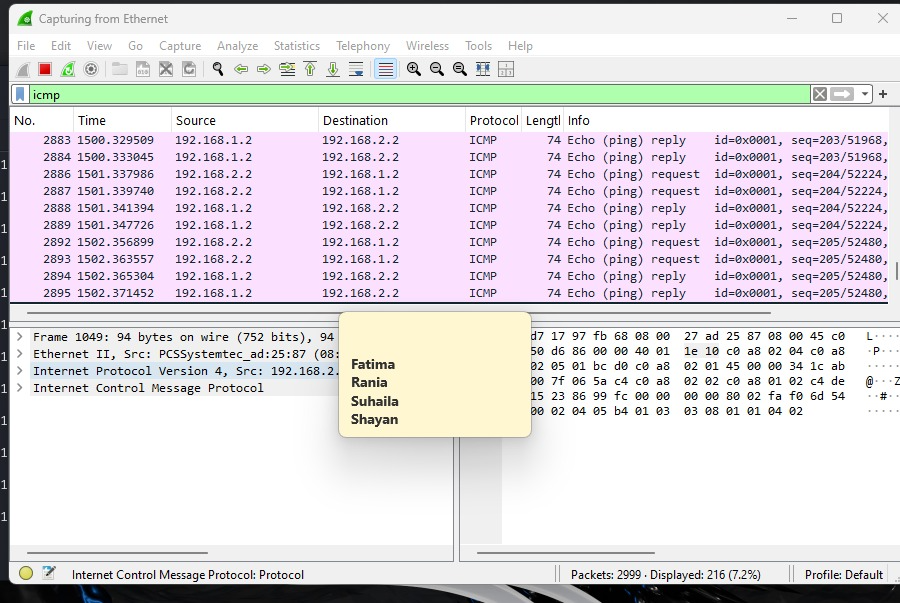 Capturing from Ethernet
File Edit View Go Capture Analyze Statistics Telephony Wireless Tools Help
icmp
No. Time Source Destination Protocol Lengtl Info
2883 1500.329509 192.168.1.2 192.168.2.2 ICMP 74 Echo (ping) reply id=0x0001, seq=203/51968,
2884 1500.333045 192.168.1.2 192.168.2.2 ICMP 74 Echo (ping) reply id=0x0001, seq=203/51968,
2886 1501.337986 192.168.2.2 192.168.1.2 ICMP 74 Echo (ping) request id=0x0001, seq=204/52224,
2887 1501.339740 192.168.2.2 192.168.1.2 ICMP 74 Echo (ping) request id=0x0001, seq=204/52224,
2888 1501.341394 192.168.1.2 192.168.2.2 ICMP 74 Echo (ping) reply id=0x0001, seq=204/52224,
2889 1501.347726 192.168.1.2 192.168.2.2 ICMP 74 Echo (ping) reply id=0x0001, seq=204/52224,
2892 1502.356899 192.168.2.2 192.168.1.2 ICMP 74 Echo (ping) request id=0x0001, seq=205/52480,
2893 1502.363557 192.168.2.2 192.168.1.2 ICMP 74 Echo (ping) request id=0x0001, seq=205/52480,
2894 1502.365304 192.168.1.2 192.168.2.2 ICMP 74 Echo (ping) reply id=0x0001, seq=205/52480,
2895 1502.371452 192.168.1.2 192.168.2.2 ICMP 74 Echo (ping) reply id=0x0001, seq=205/52480,
Frame 1049: 94 bytes on wire (752 bits), 94
Ethernet II, Src: PCSSystemtec_ad:25:87 (08:
Internet Protocol Version 4, Src: 192.168.2.
Internet Control Message Protocol
Fatima
Rania
Suhaila
Shayan
d7 17 97 fb 68 08 00 27 ad 25 87 08 00 45 c0 L····
50 d6 86 00 00 40 01 1e 10 c0 a8 02 04 c0 a8 ·P···
02 05 01 bc d0 c0 a8 02 01 45 00 00 34 1c ab ·····
00 7f 06 5a c4 c0 a8 02 02 c0 a8 01 02 c4 de @··Z
15 23 86 99 fc 00 00 00 00 80 02 fa f0 6d 54 ··#··
00 02 04 05 b4 01 03 03 08 01 01 04 02 ·····
Internet Control Message Protocol: Protocol
Packets: 2999 · Displayed: 216 (7.2%)
Profile: Default